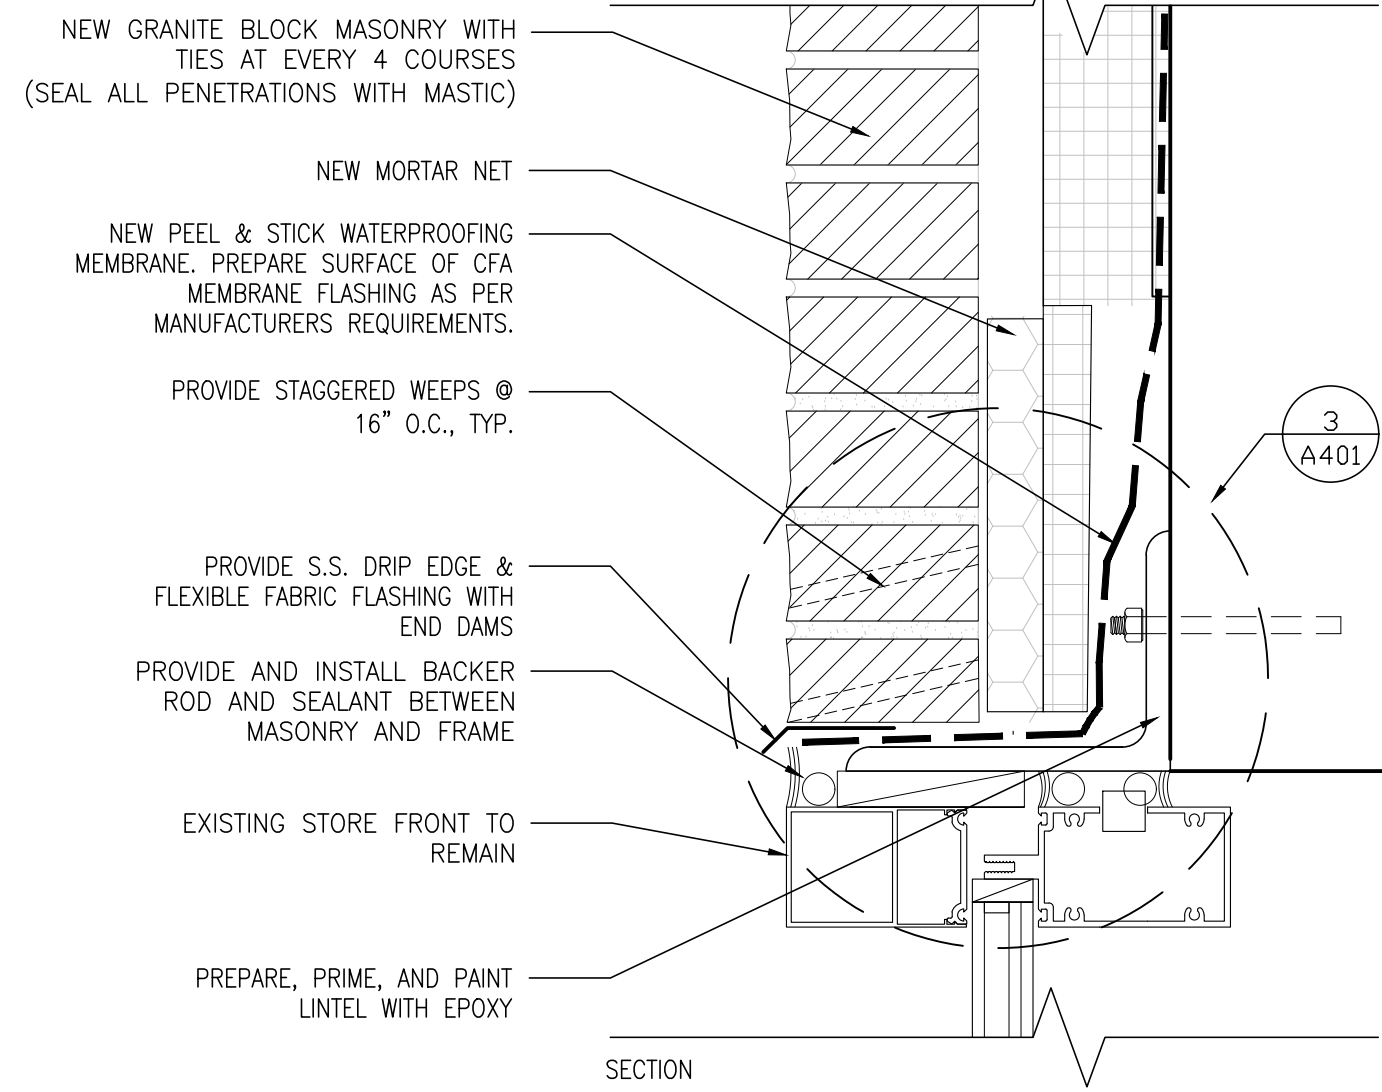 NEW GRANITE BLOCK MASONRY WITH
TIES AT EVERY 4 COURSES
(SEAL ALL PENETRATIONS WITH MASTIC)
NEW MORTAR NET
NEW PEEL & STICK WATERPROOFING
MEMBRANE. PREPARE SURFACE OF CFA
MEMBRANE FLASHING AS PER
MANUFACTURERS REQUIREMENTS.
PROVIDE STAGGERED WEEPS @
16" O.C., TYP.
3
A401
PROVIDE S.S. DRIP EDGE &
FLEXIBLE FABRIC FLASHING WITH
END DAMS
PROVIDE AND INSTALL BACKER
ROD AND SEALANT BETWEEN
MASONRY AND FRAME
EXISTING STORE FRONT TO
REMAIN
PREPARE, PRIME, AND PAINT
LINTEL WITH EPOXY
SECTION